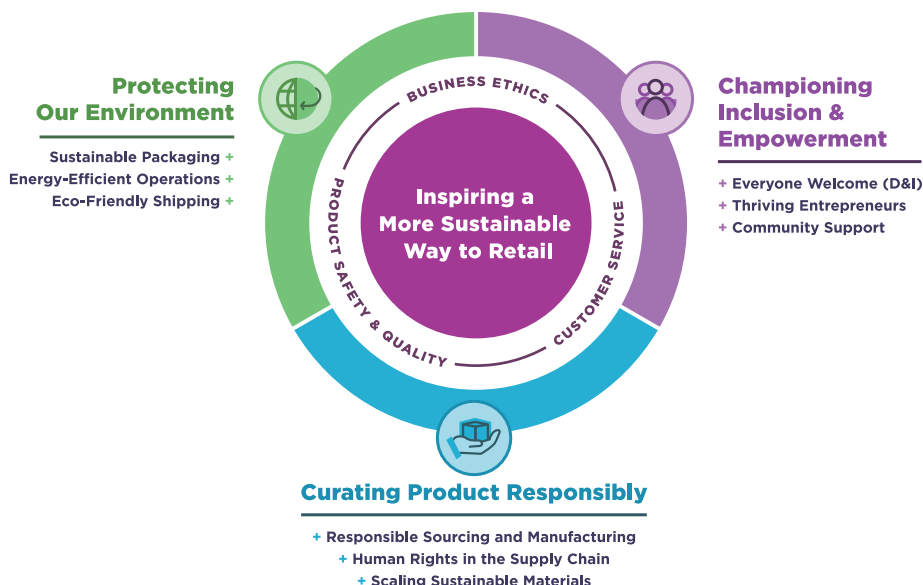 Protecting
Our Environment
Sustainable Packaging +
Energy-Efficient Operations +
Eco-Friendly Shipping +
BUSINESS ETHICS
PRODUCT SAFETY & QUALITY
CUSTOMER SERVICE
Inspiring a
More Sustainable
Way to Retail
Championing
Inclusion &
Empowerment
+ Everyone Welcome (D&I)
+ Thriving Entrepreneurs
+ Community Support
Curating Product Responsibly
+ Responsible Sourcing and Manufacturing
+ Human Rights in the Supply Chain
+ Scaling Sustainable Materials